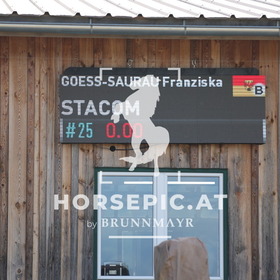 GOESS-SAURAU Franziska
STACOM
B
#25 0.00
HORSEPIC.AT
by BRUNNMAYR